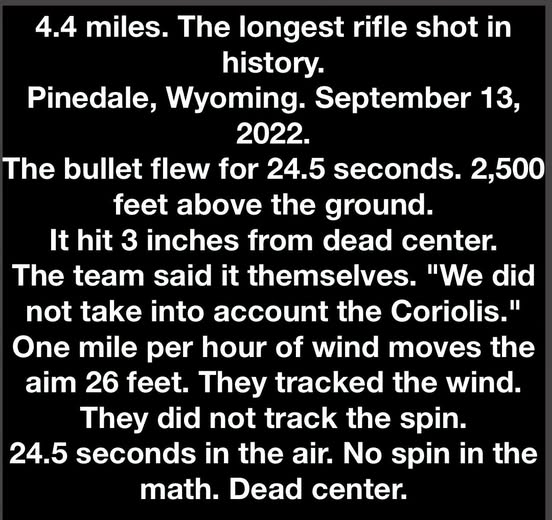 4.4 miles. The longest rifle shot in
history.
Pinedale, Wyoming. September 13,
2022.
The bullet flew for 24.5 seconds. 2,500
feet above the ground.
It hit 3 inches from dead center.
The team said it themselves. "We did
not take into account the Coriolis."
One mile per hour of wind moves the
aim 26 feet. They tracked the wind.
They did not track the spin.
24.5 seconds in the air. No spin in the
math. Dead center.